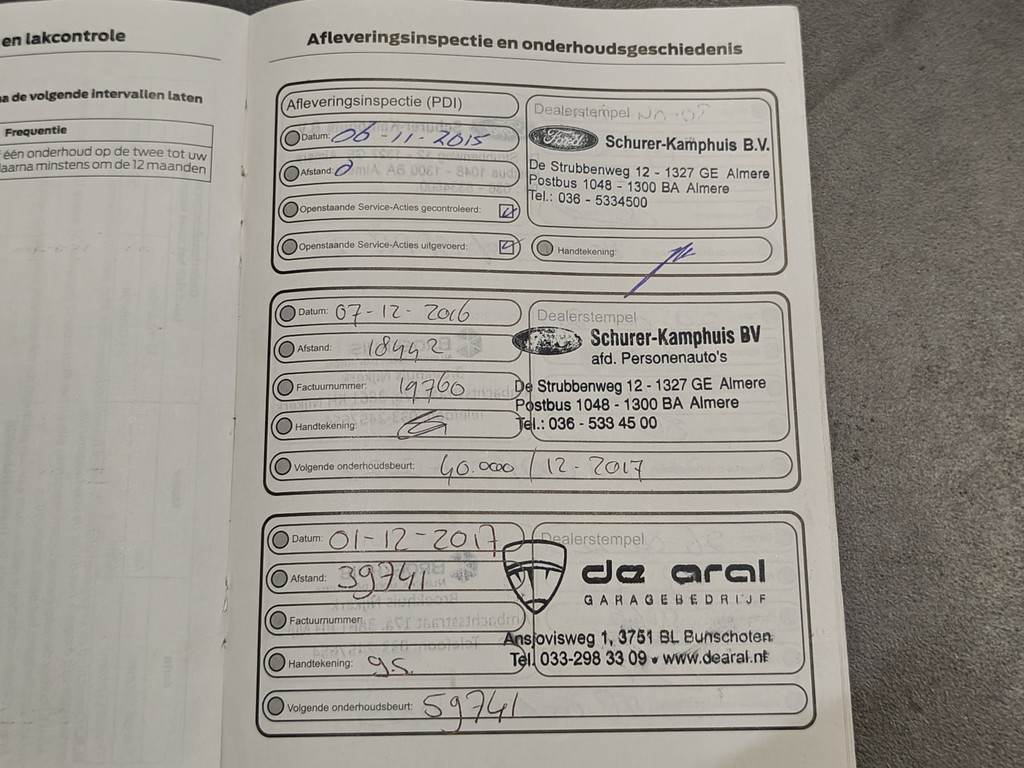 en lakcontrole
na de volgende intervallen laten
Frequentie
één onderhoud op de twee tot uw
daarna minstens om de 12 maanden
Afleveringsinspectie en onderhoudsgeschiedenis
Afleveringsinspectie (PDI)
Datum: 06-11-2015
Afstand: 0
Openstaande Service-Acties gecontroleerd:
Openstaande Service-Acties uitgevoerd:
Dealerstempel
Ford Schurer-Kamphuis B.V.
De Strubbenweg 12 - 1327 GE Almere
Postbus 1048 - 1300 BA Almere
Tel.: 036 - 5334500
Handtekening:
Datum: 07-12-2016
Afstand: 18442
Factuurnummer: 19760
Handtekening:
Dealerstempel
Schurer-Kamphuis BV
afd. Personenauto's
De Strubbenweg 12 - 1327 GE Almere
Postbus 1048 - 1300 BA Almere
Tel.: 036 - 533 45 00
Volgende onderhoudsbeurt: 40.000 / 12-2017
Datum: 01-12-2017
Afstand: 39741
Factuurnummer:
Handtekening: g.s.
Dealerstempel
de aral
GARAGEBEDRIJF
Ansjovisweg 1, 3751 BL Bunschoten
Tel. 033-298 33 09 • www.dearal.nl
Volgende onderhoudsbeurt: 59741